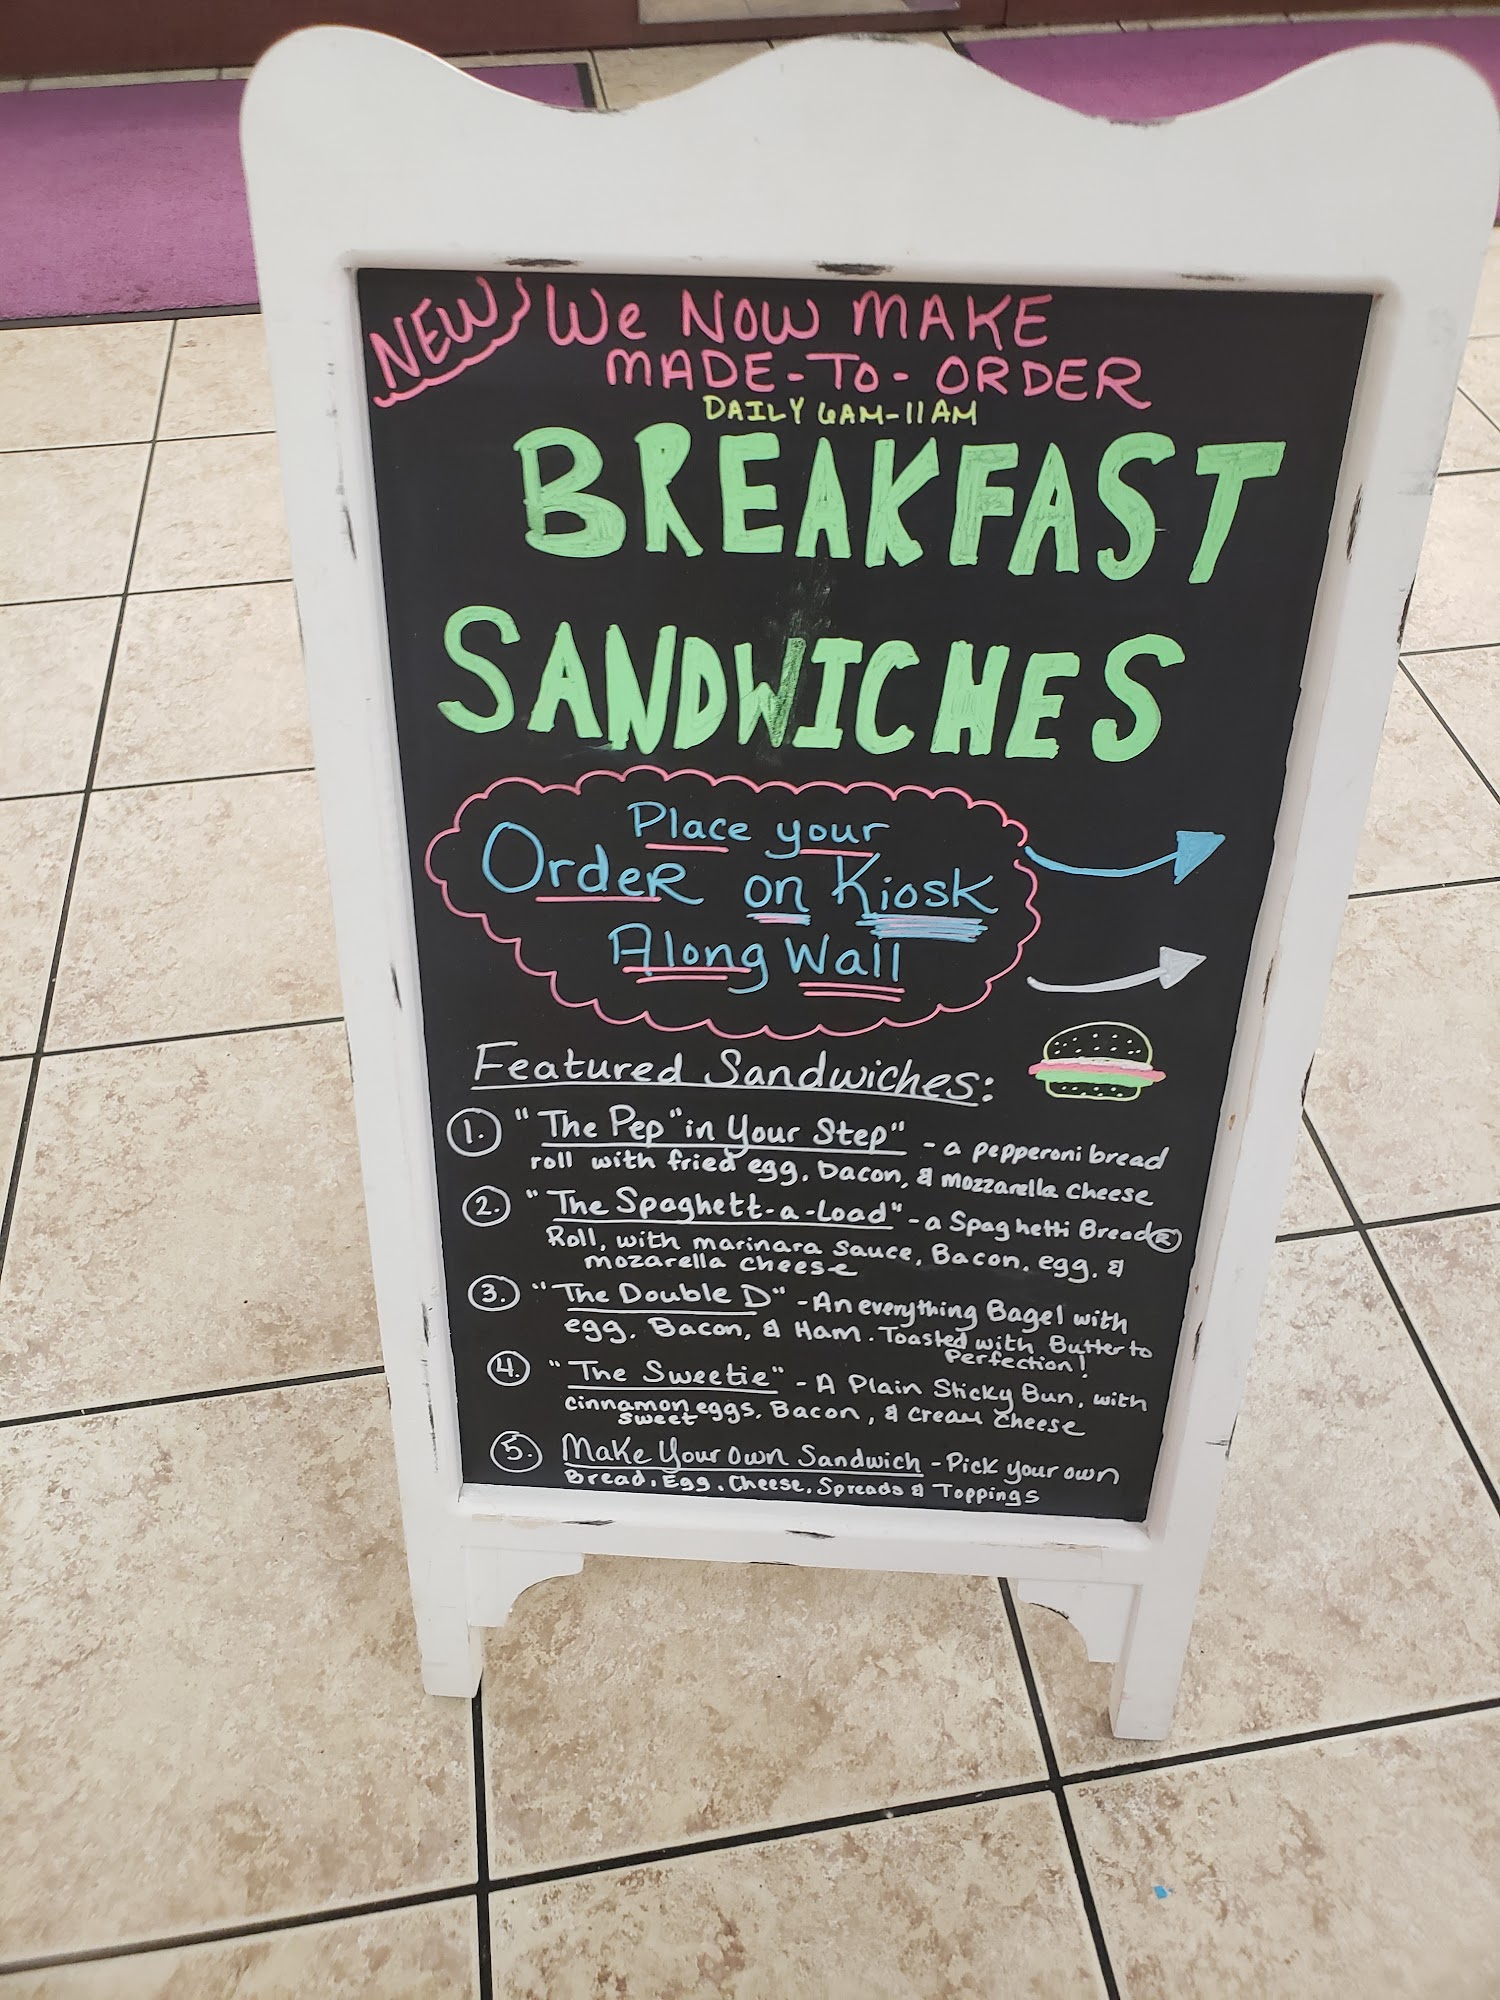 NEW We NOW MAKE
MADE-TO-ORDER
DAILY 6AM-11AM
BREAKFAST
SANDWICHES
Place your
Order on Kiosk
Along Wall
Featured Sandwiches:
1. "The Pep" in Your Step" - a pepperoni bread
roll with fried egg, bacon, & mozzarella cheese
2. "The Spaghett-a-Load" - a Spaghetti Bread
Roll, with marinara sauce, Bacon, egg, &
mozarella cheese
3. "The Double D" - An everything Bagel with
egg, Bacon, & Ham. Toasted with Butter to
Perfection!
4. "The Sweetie" - A Plain Sticky Bun, with
cinnamon eggs, Bacon, & cream cheese
sweet
5. Make Your Own Sandwich - Pick your own
Bread, Egg, Cheese, Spreads & Toppings